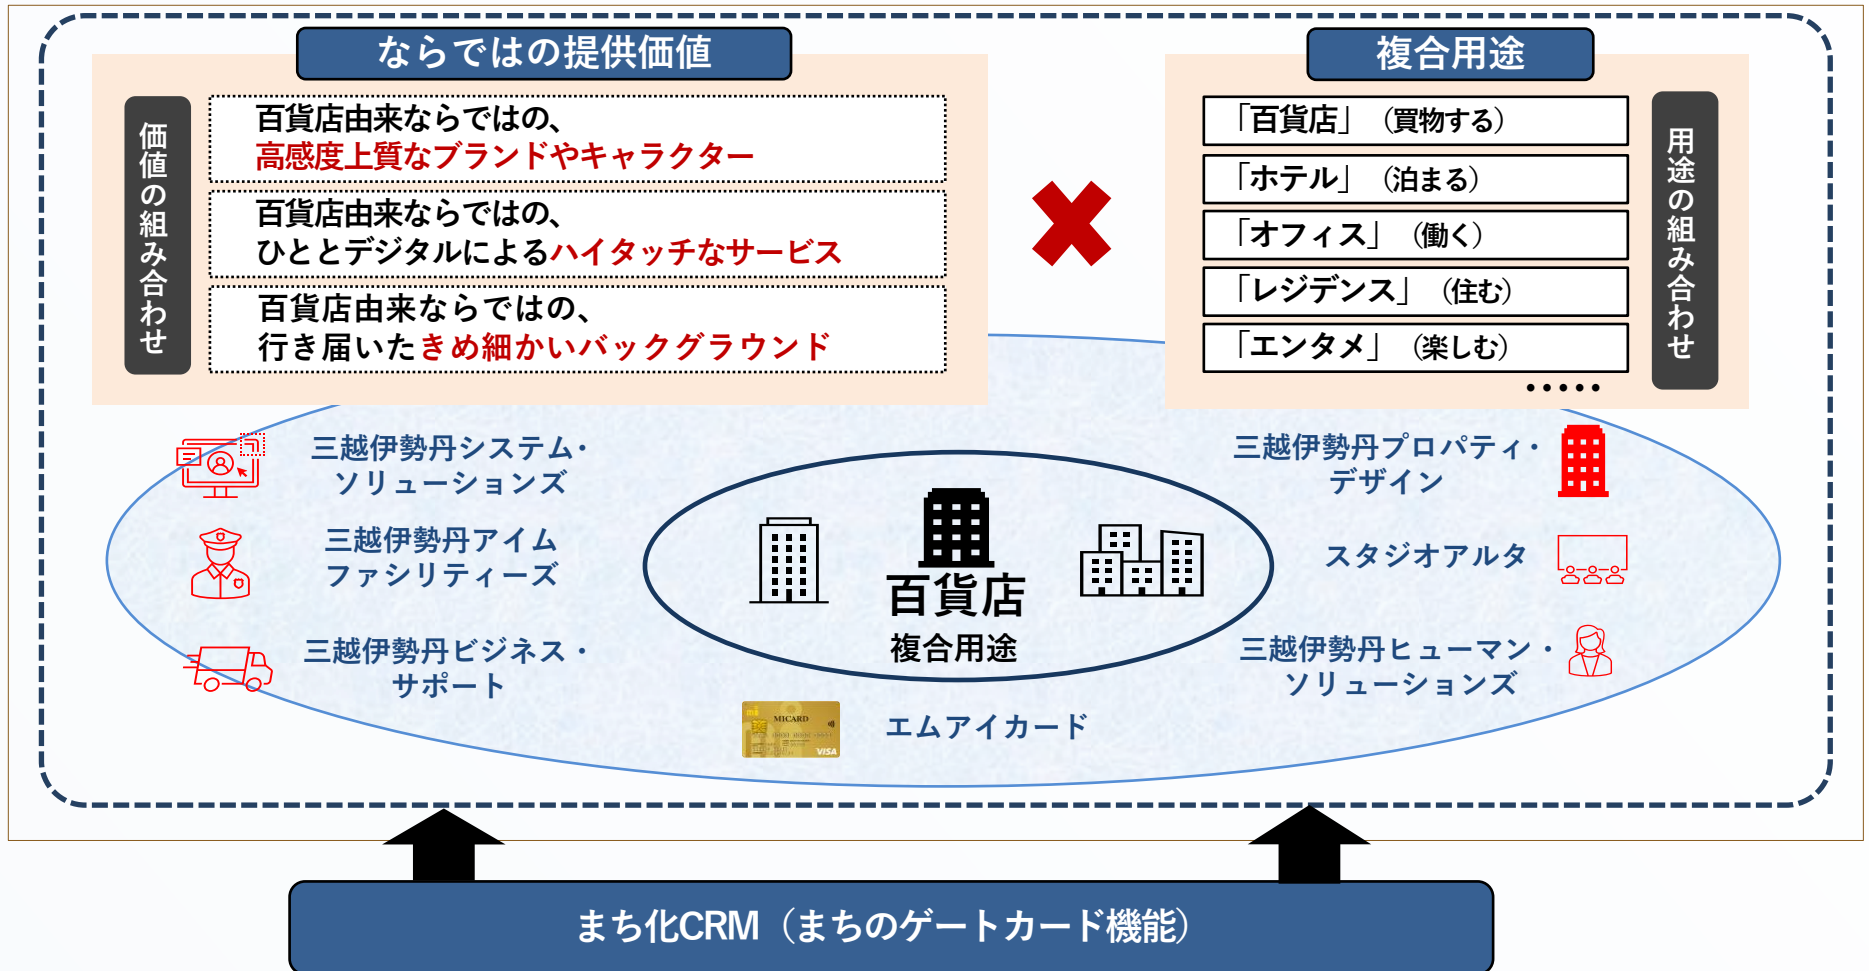 ならではの提供価値
価値の組み合わせ
百貨店由来ならではの、
高感度上質なブランドやキャラクター
百貨店由来ならではの、
ひととデジタルによるハイタッチなサービス
百貨店由来ならではの、
行き届いたきめ細かいバックグラウンド
複合用途
「百貨店」（買物する）
「ホテル」（泊まる）
「オフィス」（働く）
「レジデンス」（住む）
「エンタメ」（楽しむ）
・・・・・
用途の組み合わせ
三越伊勢丹システム・
ソリューションズ
三越伊勢丹アイム
ファシリティーズ
三越伊勢丹ビジネス・
サポート
百貨店
複合用途
三越伊勢丹プロパティ・
デザイン
スタジオアルタ
三越伊勢丹ヒューマン・
ソリューションズ
MICARD
VISA
エムアイカード
まち化CRM（まちのゲートカード機能）